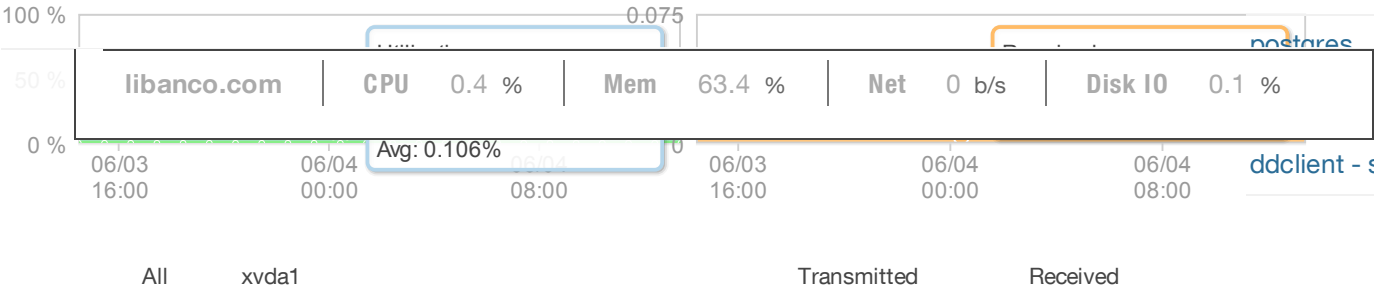 100 %
0.075
postgres
50 %
libanco.com CPU 0.4 % Mem 63.4 % Net 0 b/s Disk IO 0.1 %
0 %
Avg: 0.106%
0
06/03 06/04 06/04 06/03 06/04 06/04
16:00 00:00 08:00 16:00 00:00 08:00
ddclient - s
All xvda1 Transmitted Received